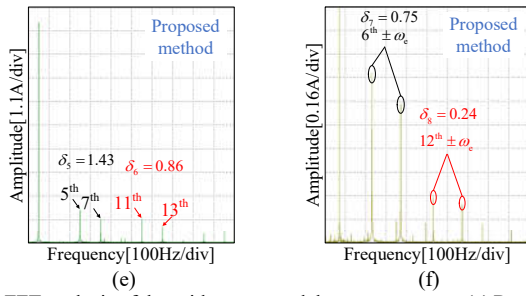 Proposed
method
Amplitude[1.1A/div]
δ5 = 1.43
δ6 = 0.86
5th
7th
11th
13th
Frequency[100Hz/div]
(e)
Proposed
method
Amplitude[0.16A/div]
δ7 = 0.75
6th ± ωe
δ8 = 0.24
12th ± ωe
Frequency[100Hz/div]
(f)